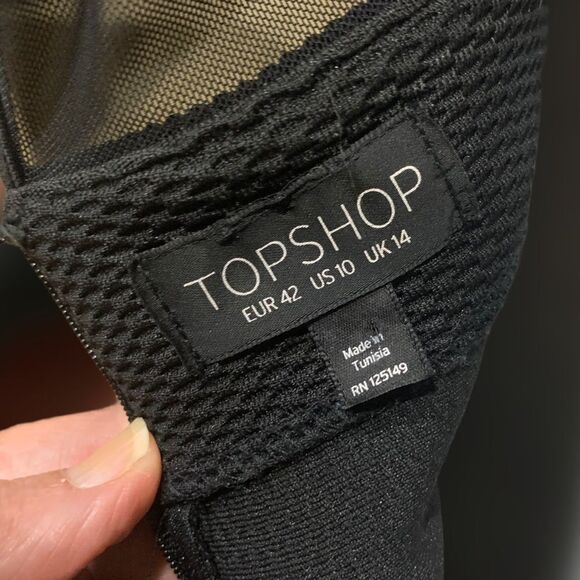 TOPSHOP
EUR 42 US 10 UK 14
Made in
Tunisia
RN 125149